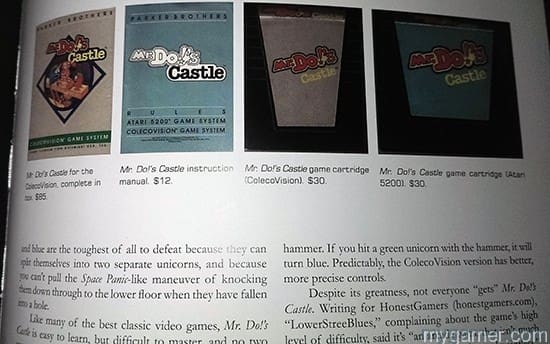 PARKER BROTHERS
Mr. Do!'s
Castle
COLECOVISION GAME SYSTEM
PARKER BROTHERS
Mr. Do!'s
Castle
RULES
ATARI 5200 GAME SYSTEM
COLECOVISION GAME SYSTEM
Mr. Do!'s
Castle
Mr. Do!'s
Castle
Mr. Do!'s Castle for the
ColecoVision, complete in
box. $85.
Mr. Do!'s Castle instruction
manual. $12.
Mr. Do!'s Castle game cartridge
(ColecoVision). $30.
Mr. Do!'s Castle game cartridge (Atari
5200). $30.
and blue are the toughest of all to defeat because they can
split themselves into two separate unicorns, and because
you can't pull the Space Panic-like maneuver of knocking
them down through to the lower floor when they have fallen
into a hole.
Like many of the best classic video games, Mr. Do!'s
Castle is easy to learn, but difficult to master, and no two
hammer. If you hit a green unicorn with the hammer, it will
turn blue. Predictably, the ColecoVision version has better,
more precise controls.
Despite its greatness, not everyone “gets” Mr. Do!'s
Castle. Writing for HonestGamers (honestgamers.com),
“LowerStreeBlues,” complaining about the game's high
level of difficulty, said it's
mygamer.com